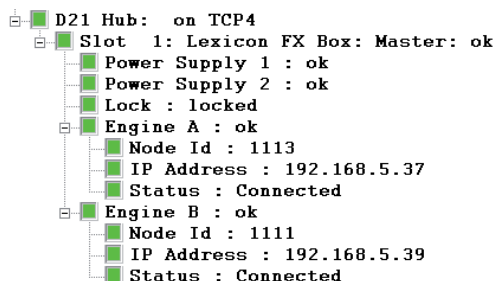 D21 Hub:  on TCP4
Slot  1: Lexicon FX Box: Master: ok
Power Supply 1 : ok
Power Supply 2 : ok
Lock : locked
Engine A : ok
Node Id : 1113
IP Address : 192.168.5.37
Status : Connected
Engine B : ok
Node Id : 1111
IP Address : 192.168.5.39
Status : Connected